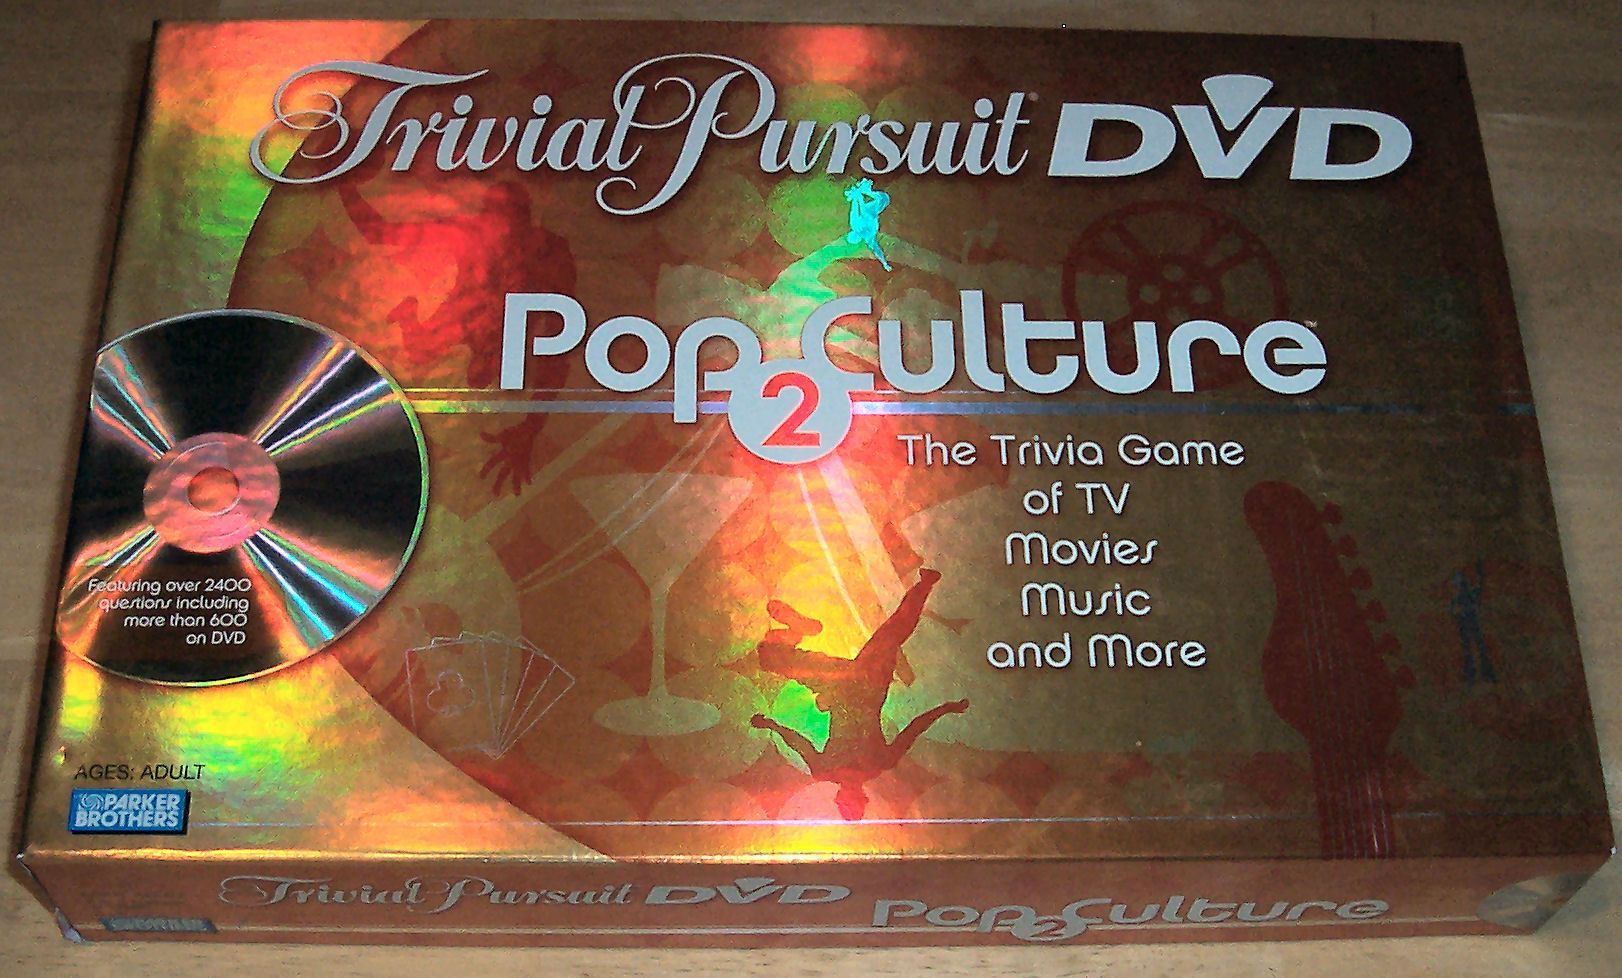 Trivial Pursuit DVD
Pop Culture
2
The Trivia Game
of TV
Movies
Music
and More
Featuring over 2400
questions including
more than 600
on DVD
AGES: ADULT
PARKER
BROTHERS
Trivial Pursuit DVD
Pop 2 Culture